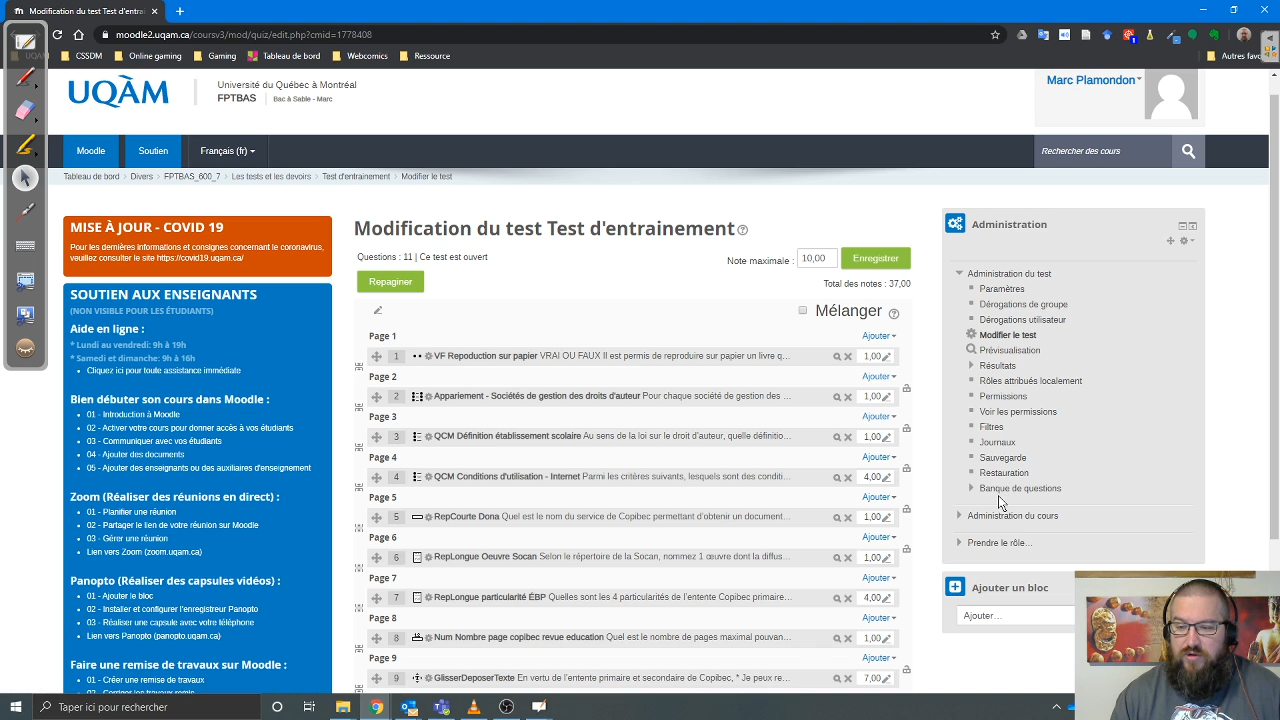 Modifier le test
moodle2.uqam.ca/coursv3/mod/quiz/edit.php?cmid=1778408
CSSDM
Online gaming
Gaming
Tableau de bord
Webcomics
Ressource
Autres favo
UQÀM
Université du Québec à Montréal
FPTBAS
Bac à Sable - Marc
Marc Plamondon
Moodle
Soutien
Français (fr)
Rechercher des cours
Tableau de bord > Divers > FPTBAS_600_7 > Les tests et les devoirs > Test d'entrainement > Modifier le test
MISE À JOUR - COVID 19
Pour les dernières informations et consignes concernant le coronavirus,
veuillez consulter le site https://covid19.uqam.ca/
SOUTIEN AUX ENSEIGNANTS
(NON VISIBLE POUR LES ÉTUDIANTS)
Aide en ligne :
* Lundi au vendredi: 9h à 19h
* Samedi et dimanche: 9h à 16h
Cliquez ici pour toute assistance immédiate
Bien débuter son cours dans Moodle :
01 - Introduction à Moodle
02 - Activer votre cours pour donner accès à vos étudiants
03 - Communiquer avec vos étudiants
04 - Ajouter des documents
05 - Ajouter des enseignants ou des auxiliaires d'enseignement
Zoom (Réaliser des réunions en direct) :
01 - Planifier une réunion
02 - Partager le lien de votre réunion sur Moodle
03 - Gérer une réunion
Lien vers Zoom (zoom.uqam.ca)
Panopto (Réaliser des capsules vidéos) :
01 - Ajouter le bloc
02 - Installer et configurer l'enregistreur Panopto
03 - Réaliser une capsule avec votre téléphone
Lien vers Panopto (panopto.uqam.ca)
Faire une remise de travaux sur Moodle :
01 - Créer une remise de travaux
02 - Corriger les travaux remis
Modification du test Test d'entrainement
Questions : 11 | Ce test est ouvert
Note maximale : 10,00 Enregistrer
Repaginer
Total des notes : 37,00
Mélanger
Page 1 Ajouter
1 VF Repoduction sur papier VRAI OU FAUX Il est permis de reproduire sur papier un livre q… 1,00
Page 2 Ajouter
2 Appariement - Sociétés de gestion des droits d'auteur Pour chaque société de gestion des … 1,00
Page 3 Ajouter
3 QCM Définition établissement scolaire Au sens de la loi sur le droit d'auteur, quelle définitio… 1,00
Page 4 Ajouter
4 QCM Conditions d'utilisation - Internet Parmi les critères suivants, lesquels sont des conditi… 4,00
Page 5 Ajouter
5 RepCourte Dona Quel est le nom du service de Copibec permettant d'obtenir un document… 1,00
Page 6 Ajouter
6 RepLongue Oeuvre Socan Selon le répertoire de la Socan, nommez 1 œuvre dont la diffus… 1,00
Page 7 Ajouter
7 RepLongue particularité ÉBP Quelles sont les 4 particularités de l'entente Copibec primaire… 4,00
Page 8 Ajouter
8 Num Nombre page copibec revue education Quel est le nombre de pages maximal pouvan… 1,00
Page 9 Ajouter
9 GlisserDeposerTexte En vertu de l'entente primaire et secondaire de Copibec, * Je peux re… 7,00
Administration
Administration du test
Paramètres
Dérogations de groupe
Dérogations utilisateur
Modifier le test
Prévisualisation
Résultats
Rôles attribués localement
Permissions
Voir les permissions
Filtres
Journaux
Sauvegarde
Restauration
Banque de questions
Administration du cours
Prendre le rôle…
Ajouter un bloc
Ajouter…
Taper ici pour rechercher